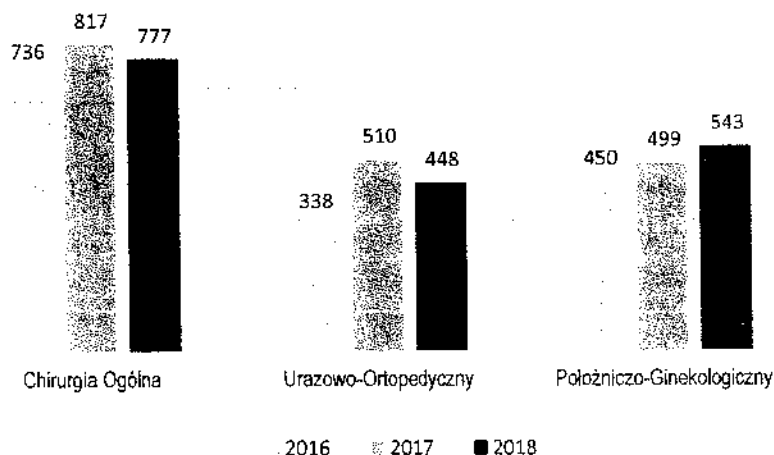 817
736
777
510
448
338
543
499
450
Chirurgia Ogólna
Urazowo-Ortopedyczny
Położniczo-Ginekologiczny
2016 2017 2018